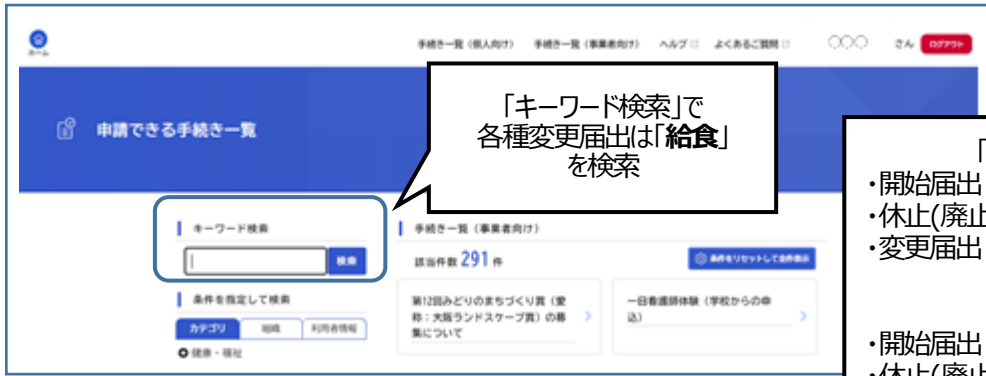 ホーム
手続き一覧（個人向け） 手続き一覧（事業者向け） ヘルプ よくあるご質問 〇〇〇 さん ログアウト
申請できる手続き一覧
「キーワード検索」で
各種変更届出は「給食」
を検索
「
・開始届出
・休止(廃止
・変更届出
・開始届出
・休止(廃止
キーワード検索
検索
条件を指定して検索
カテゴリ 組織 利用者情報
健康・福祉
手続き一覧（事業者向け）
該当件数 291 件
条件をリセットして全件表示
第12回みどりのまちづくり賞（愛
称：大阪ランドスケープ賞）の募
集について
一日看護師体験（学校からの申
込）